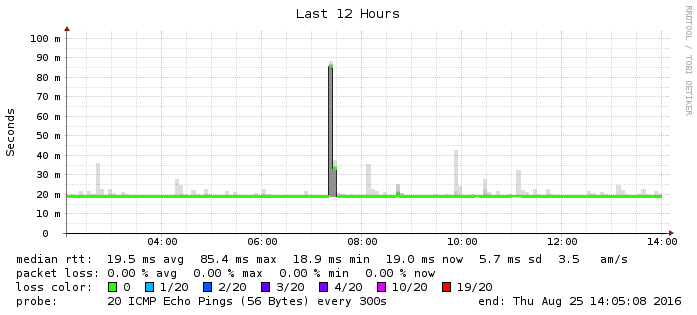 Last 12 Hours
RRDTOOL / TOBI OETIKER
Seconds
100 m
90 m
80 m
70 m
60 m
50 m
40 m
30 m
20 m
10 m
0
04:00 06:00 08:00 10:00 12:00 14:00
median rtt: 19.5 ms avg 85.4 ms max 18.9 ms min 19.0 ms now 5.7 ms sd 3.5 am/s
packet loss: 0.00 % avg 0.00 % max 0.00 % min 0.00 % now
loss color: 0 1/20 2/20 3/20 4/20 10/20 19/20
probe: 20 ICMP Echo Pings (56 Bytes) every 300s end: Thu Aug 25 14:05:08 2016